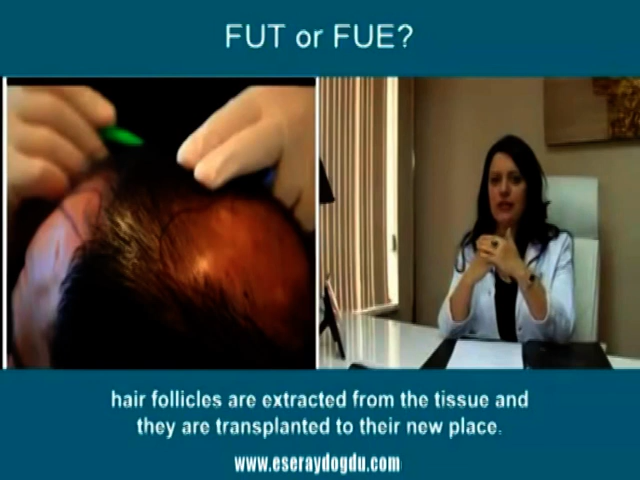 FUT or FUE?
hair follicles are extracted from the tissue and
they are transplanted to their new place.
www.eseraydogdu.com